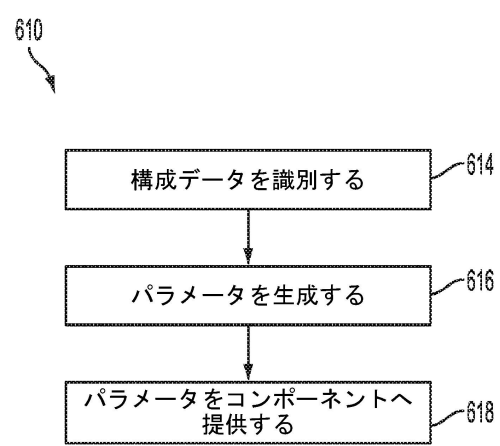 610
構成データを識別する
614
パラメータを生成する
616
パラメータをコンポーネントへ
提供する
618